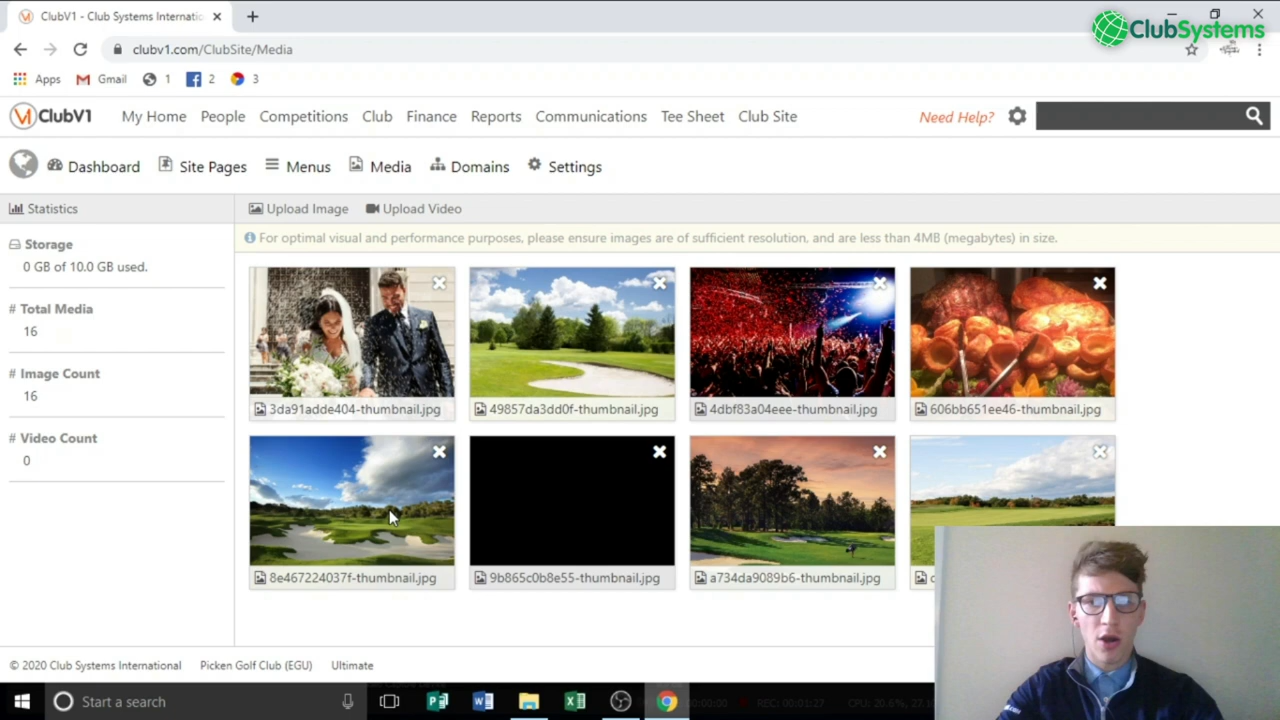 ClubV1 - Club Systems Internatio
ClubSystems
clubv1.com/ClubSite/Media
Apps Gmail 1 2 3
ClubV1 My Home People Competitions Club Finance Reports Communications Tee Sheet Club Site Need Help?
Dashboard Site Pages Menus Media Domains Settings
Statistics Upload Image Upload Video
For optimal visual and performance purposes, please ensure images are of sufficient resolution, and are less than 4MB (megabytes) in size.
Storage
0 GB of 10.0 GB used.
# Total Media
16
# Image Count
16
# Video Count
0
3da91adde404-thumbnail.jpg 49857da3dd0f-thumbnail.jpg 4dbf83a04eee-thumbnail.jpg 606bb651ee46-thumbnail.jpg
8e467224037f-thumbnail.jpg 9b865c0b8e55-thumbnail.jpg a734da9089b6-thumbnail.jpg
© 2020 Club Systems International Picken Golf Club (EGU) Ultimate
Start a search